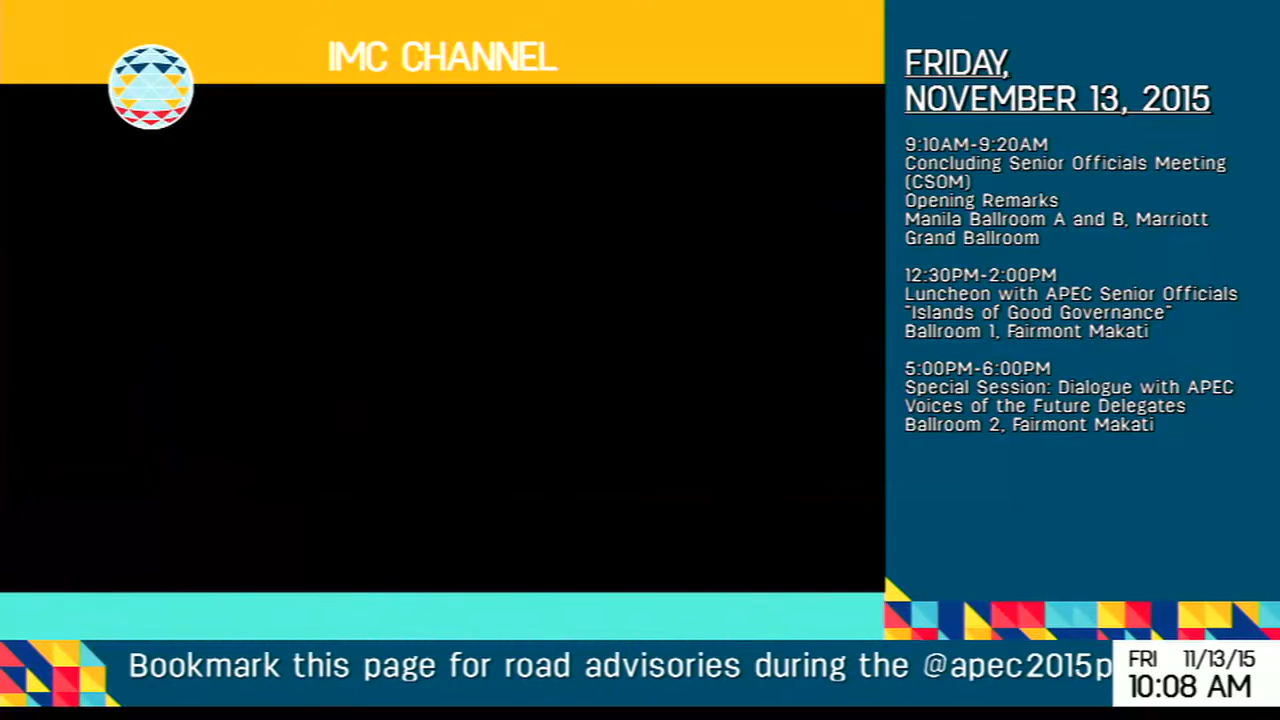 IMC CHANNEL
FRIDAY,
NOVEMBER 13, 2015
9:10AM-9:20AM
Concluding Senior Officials Meeting
(CSOM)
Opening Remarks
Manila Ballroom A and B, Marriott
Grand Ballroom
12:30PM-2:00PM
Luncheon with APEC Senior Officials
"Islands of Good Governance"
Ballroom 1, Fairmont Makati
5:00PM-6:00PM
Special Session: Dialogue with APEC
Voices of the Future Delegates
Ballroom 2, Fairmont Makati
Bookmark this page for road advisories during the @apec2015p
FRI 11/13/15
10:08 AM